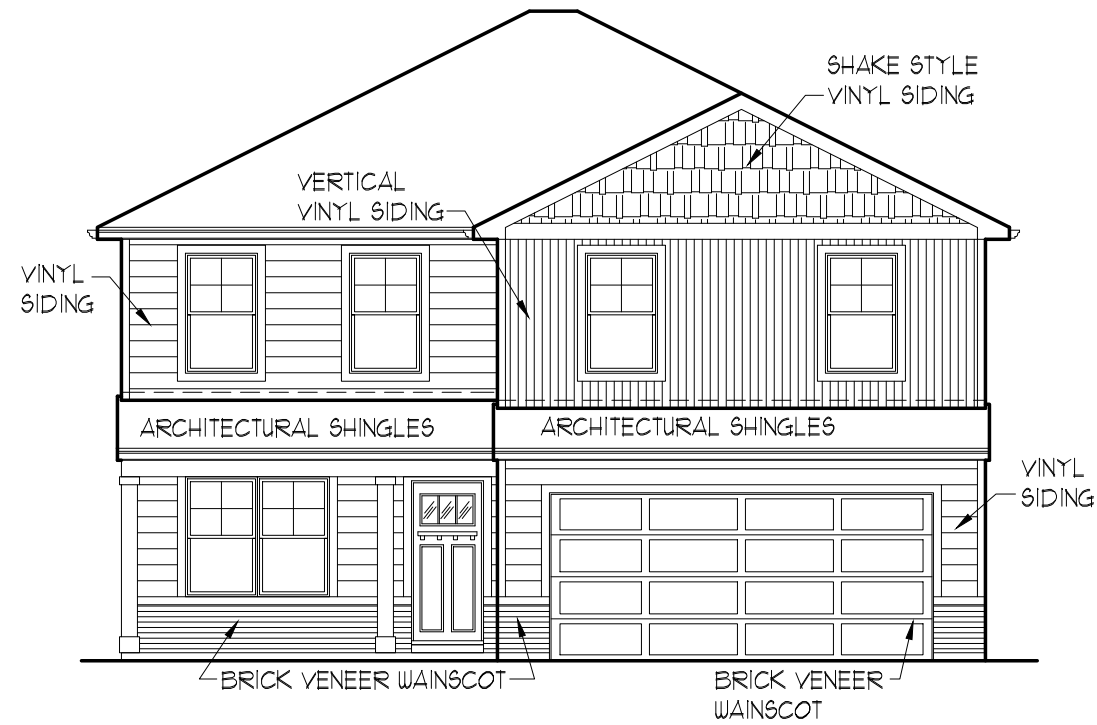 SHAKE STYLE
VINYL SIDING
VERTICAL
VINYL SIDING
VINYL
SIDING
ARCHITECTURAL SHINGLES
ARCHITECTURAL SHINGLES
VINYL
SIDING
BRICK VENEER WAINSCOT
BRICK VENEER
WAINSCOT